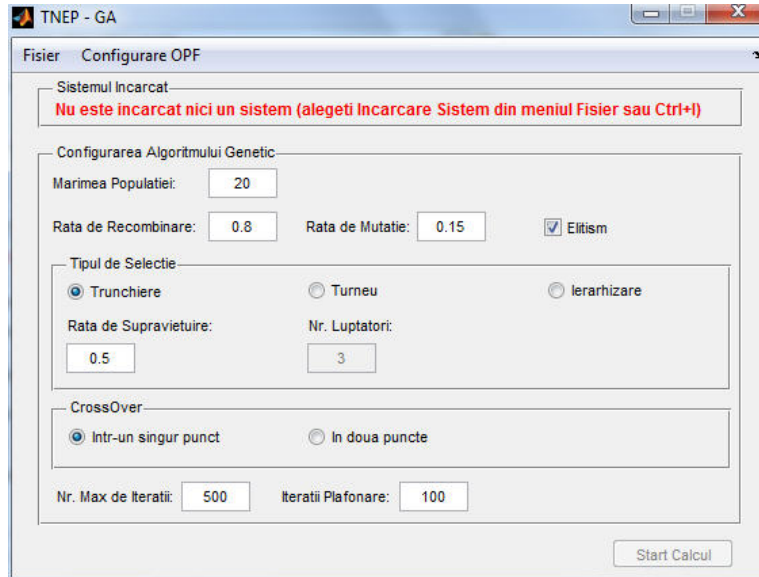 TNEP - GA
Fisier Configurare OPF
Sistemul Incarcat
Nu este incarcat nici un sistem (alegeti Incarcare Sistem din meniul Fisier sau Ctrl+I)
Configurarea Algoritmului Genetic
Marimea Populatiei: 20
Rata de Recombinare: 0.8 Rata de Mutatie: 0.15 Elitism
Tipul de Selectie
Trunchiere Turneu Ierarhizare
Rata de Supravietuire: Nr. Luptatori:
0.5 3
CrossOver
Intr-un singur punct In doua puncte
Nr. Max de Iteratii: 500 Iteratii Plafonare: 100
Start Calcul